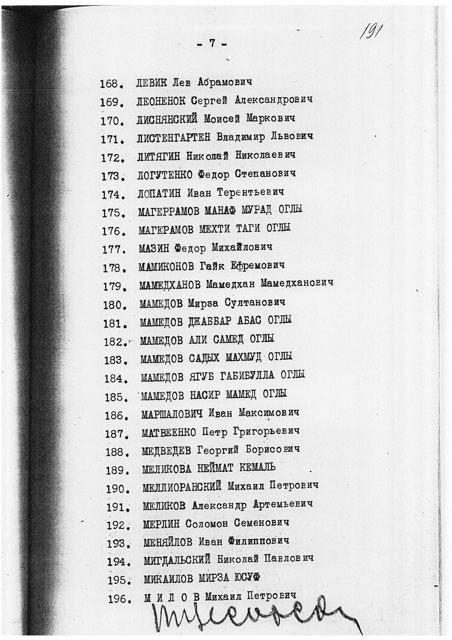 191
- 7 -
168. ЛЕВИК Лев Абрамович
169. ЛЕОНЕНОК Сергей Александрович
170. ЛИСНЯНСКИЙ Моисей Маркович
171. ЛИСТЕНГАРТЕН Владимир Львович
172. ЛИТЯГИН Николай Николаевич
173. ЛОГУТЕНКО Федор Степанович
174. ЛОПАТИН Иван Терентьевич
175. МАГЕРРАМОВ МАНАФ МУРАД ОГЛЫ
176. МАГЕРАМОВ МЕХТИ ТАГИ ОГЛЫ
177. МАЗИН Федор Михайлович
178. МАМИКОНОВ Гайк Ефремович
179. МАМЕДХАНОВ Мамедхан Мамедханович
180. МАМЕДОВ Мирза Султанович
181. МАМЕДОВ ДЖАББАР АБАС ОГЛЫ
182. МАМЕДОВ АЛИ САМЕД ОГЛЫ
183. МАМЕДОВ САДЫХ МАХМУД ОГЛЫ
184. МАМЕДОВ ЯГУБ ГАБИБУЛЛА ОГЛЫ
185. МАМЕДОВ НАСИР МАМЕД ОГЛЫ
186. МАРШАЛОВИЧ Иван Максимович
187. МАТВЕЕНКО Петр Григорьевич
188. МЕДВЕДЕВ Георгий Борисович
189. МЕЛИКОВА НЕЙМАТ КЕМАЛЬ
190. МЕЛЛИОРАНСКИЙ Михаил Петрович
191. МЕЛИКОВ Александр Артемьевич
192. МЕРЛИН Соломон Семенович
193. МЕНЯЙЛОВ Иван Филиппович
194. МИГДАЛЬСКИЙ Николай Павлович
195. МИКАИЛОВ МИРЗА ЮСУФ
196. М И Л О В Михаил Петрович